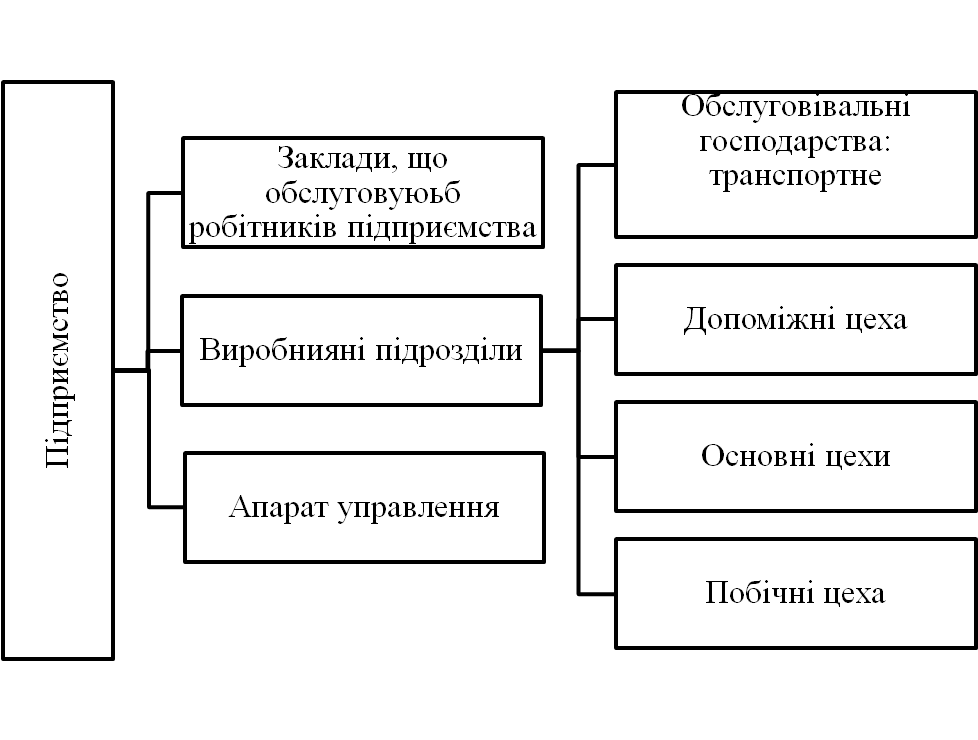 Підприємство
Заклади, що
обслуговуюьб
робітників підприємства
Виробнияні підрозділи
Апарат управлення
Обслуговівальні
господарства:
транспортне
Допоміжні цеха
Основні цехи
Побічні цеха